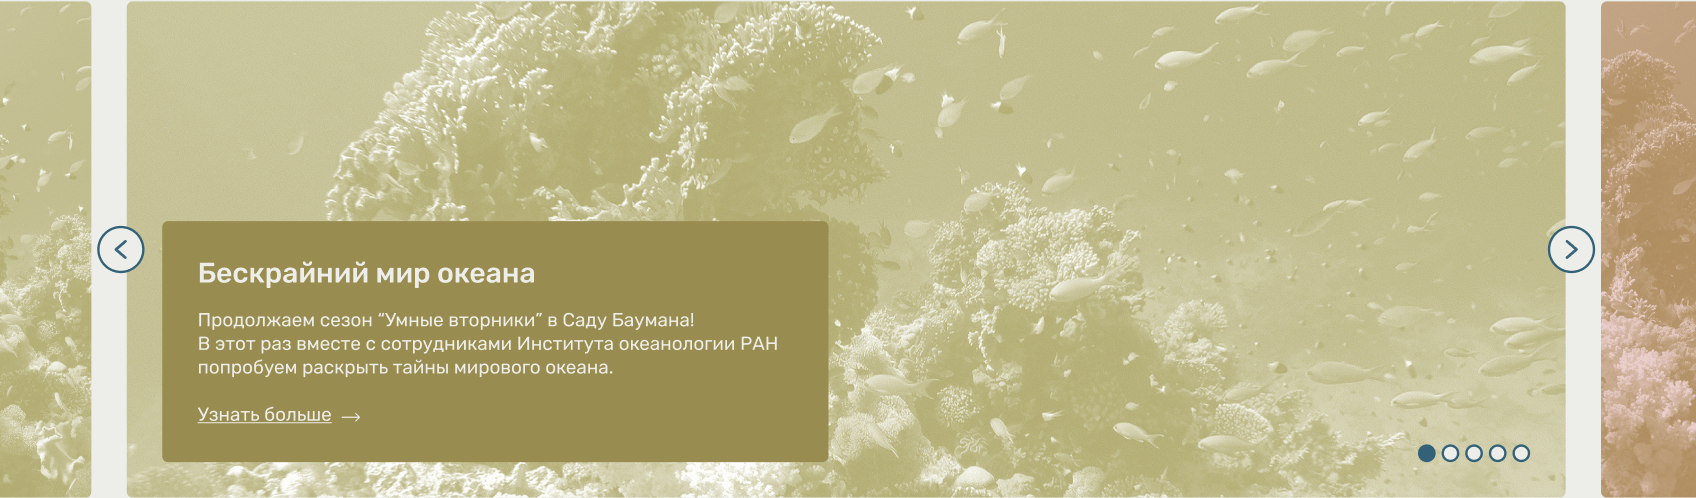 Бескрайний мир океана
Продолжаем сезон “Умные вторники” в Саду Баумана!
В этот раз вместе с сотрудниками Института океанологии РАН
попробуем раскрыть тайны мирового океана.
Узнать больше →